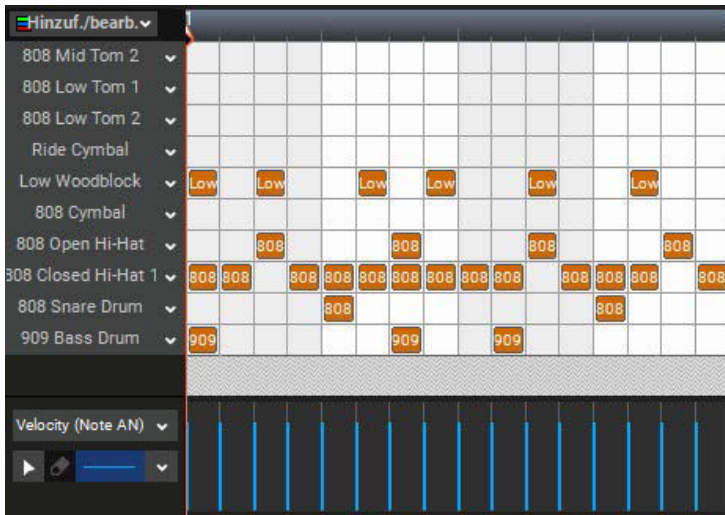 Hinzuf./bearb. 1
808 Mid Tom 2
808 Low Tom 1
808 Low Tom 2
Ride Cymbal
Low Woodblock Low Low Low Low Low Low
808 Cymbal
808 Open Hi-Hat 808 808 808 808
808 Closed Hi-Hat 1 808 808 808 808 808 808 808 808 808 808 808 808 808
808 Snare Drum 808 808
909 Bass Drum 909 909 909
Velocity (Note AN)